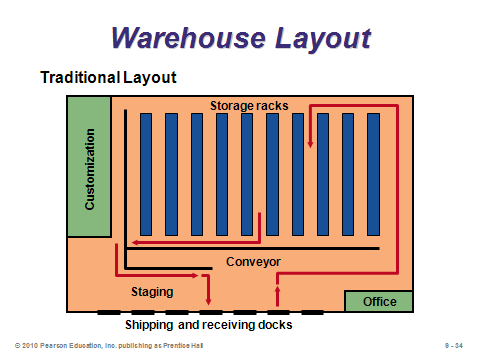 Warehouse Layout
Traditional Layout
Storage racks
Customization
Conveyor
Staging
Office
Shipping and receiving docks
© 2010 Pearson Education, Inc. publishing as Prentice Hall
9 - 34